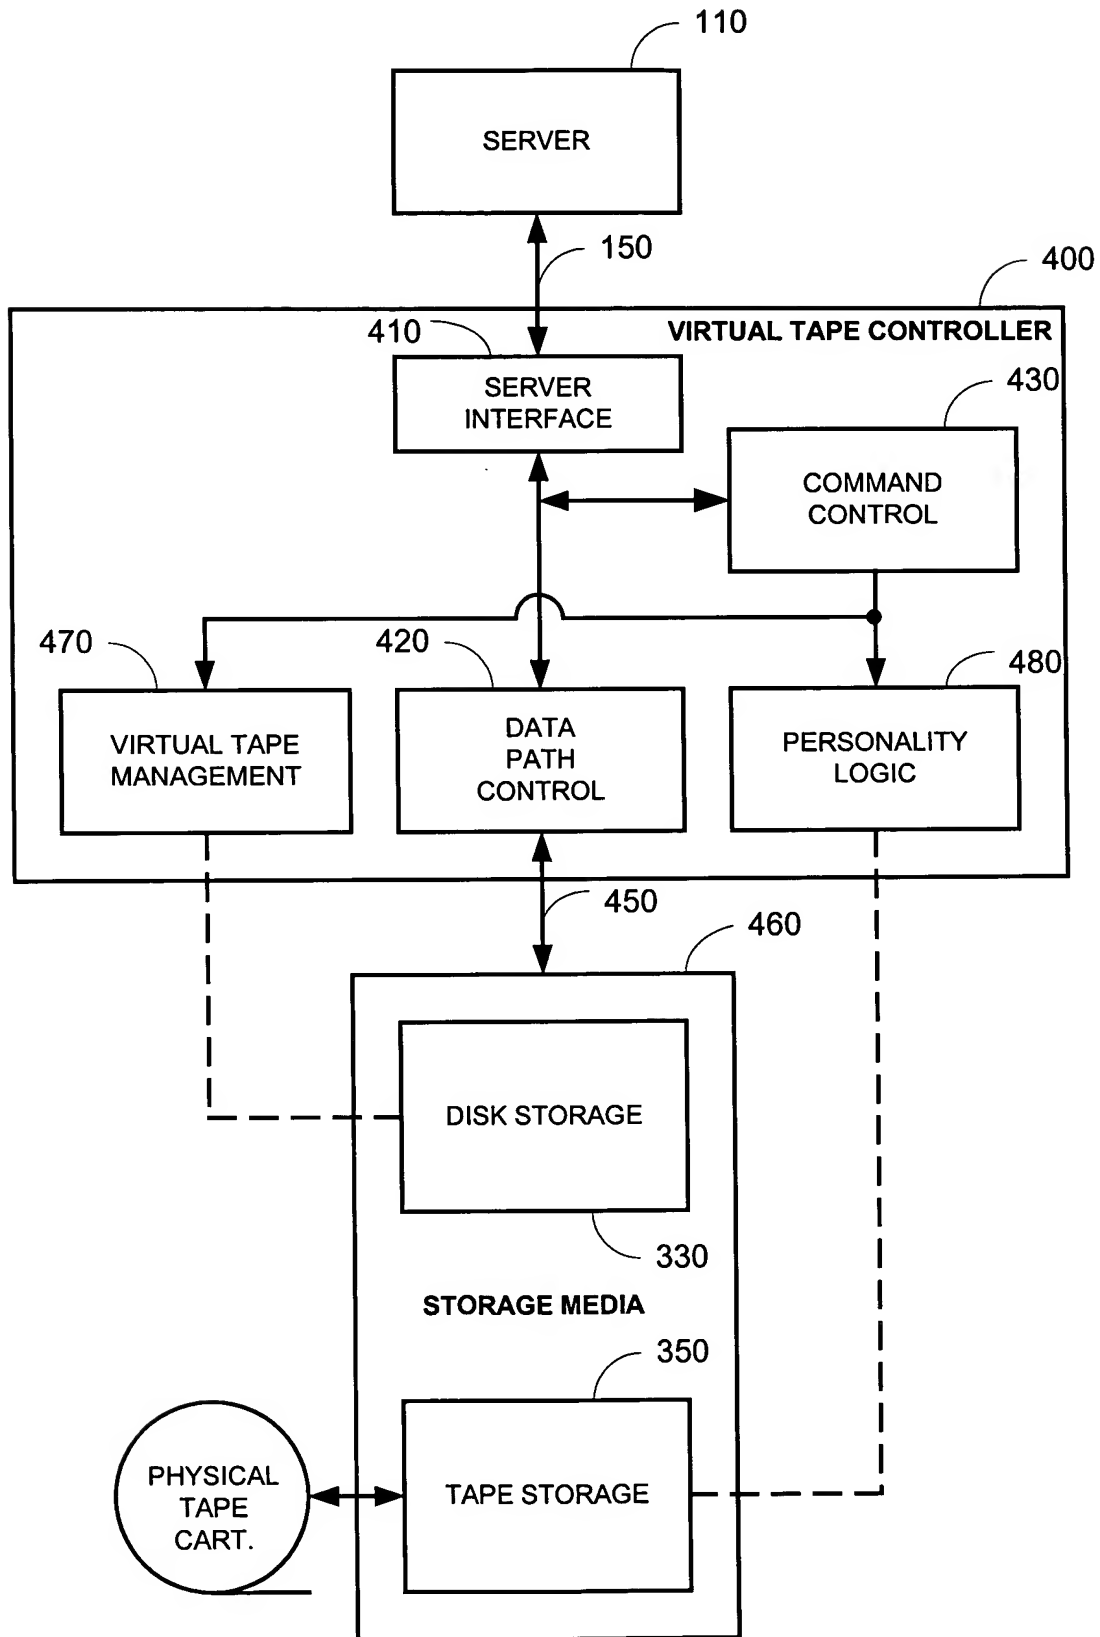 110
SERVER
150
400
VIRTUAL TAPE CONTROLLER
410
SERVER
INTERFACE
430
COMMAND
CONTROL
470
420
480
VIRTUAL TAPE
MANAGEMENT
DATA
PATH
CONTROL
PERSONALITY
LOGIC
450
460
DISK STORAGE
330
STORAGE MEDIA
350
PHYSICAL
TAPE
CART.
TAPE STORAGE